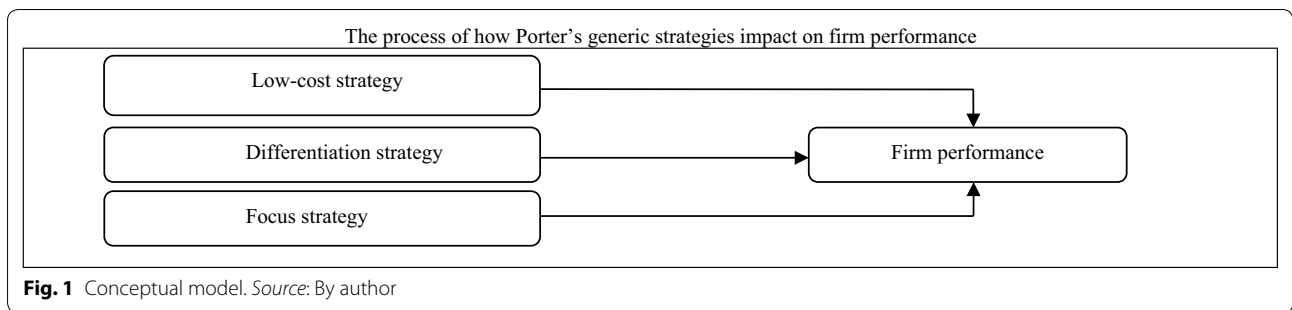 The process of how Porter's generic strategies impact on firm performance
Low-cost strategy
Differentiation strategy
Firm performance
Focus strategy
Fig. 1 Conceptual model. Source: By author